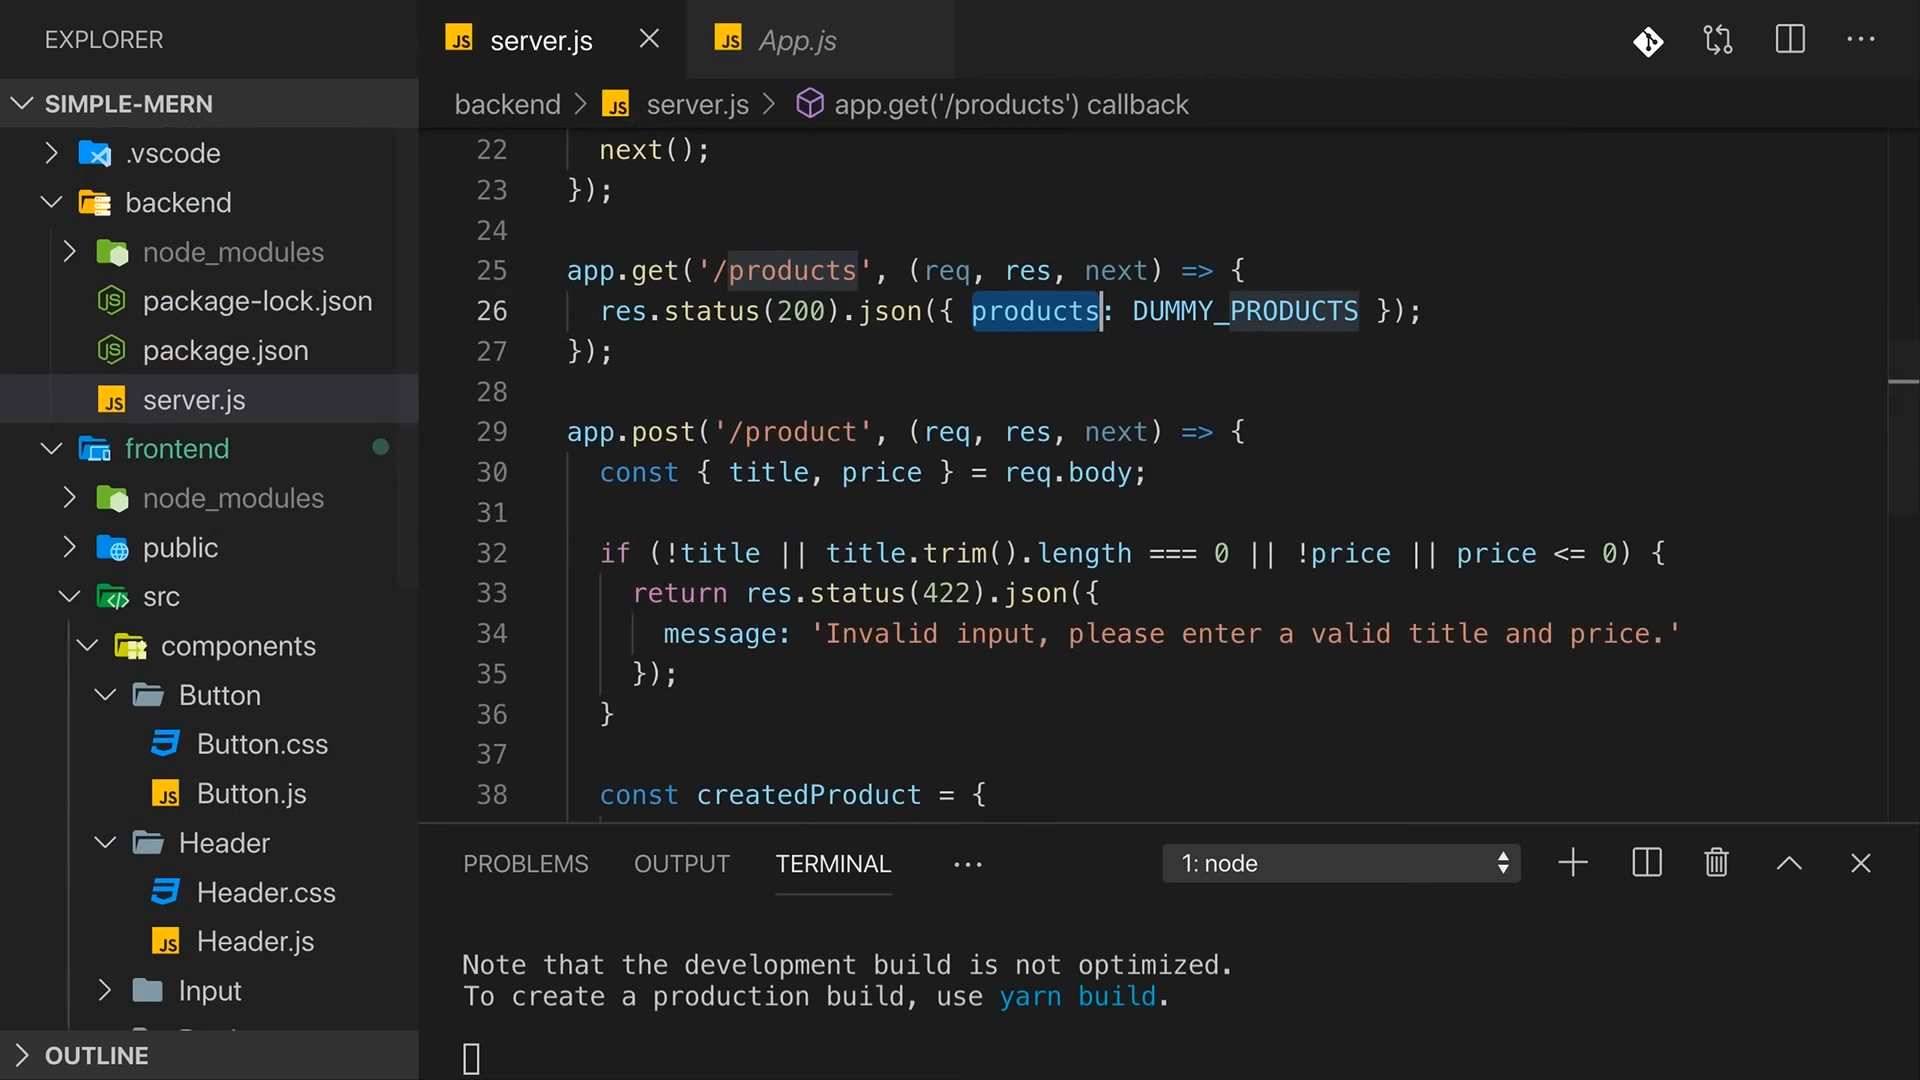 EXPLORER
SIMPLE-MERN
.vscode
backend
node_modules
package-lock.json
package.json
server.js
frontend
node_modules
public
src
components
Button
Button.css
Button.js
Header
Header.css
Header.js
Input
OUTLINE
server.js
App.js
backend > server.js > app.get('/products') callback
22 next();
23 });
24
25 app.get('/products', (req, res, next) => {
26 res.status(200).json({ products: DUMMY_PRODUCTS });
27 });
28
29 app.post('/product', (req, res, next) => {
30 const { title, price } = req.body;
31
32 if (!title || title.trim().length === 0 || !price || price <= 0) {
33 return res.status(422).json({
34 message: 'Invalid input, please enter a valid title and price.'
35 });
36 }
37
38 const createdProduct = {
PROBLEMS OUTPUT TERMINAL ··· 1: node
Note that the development build is not optimized.
To create a production build, use yarn build.